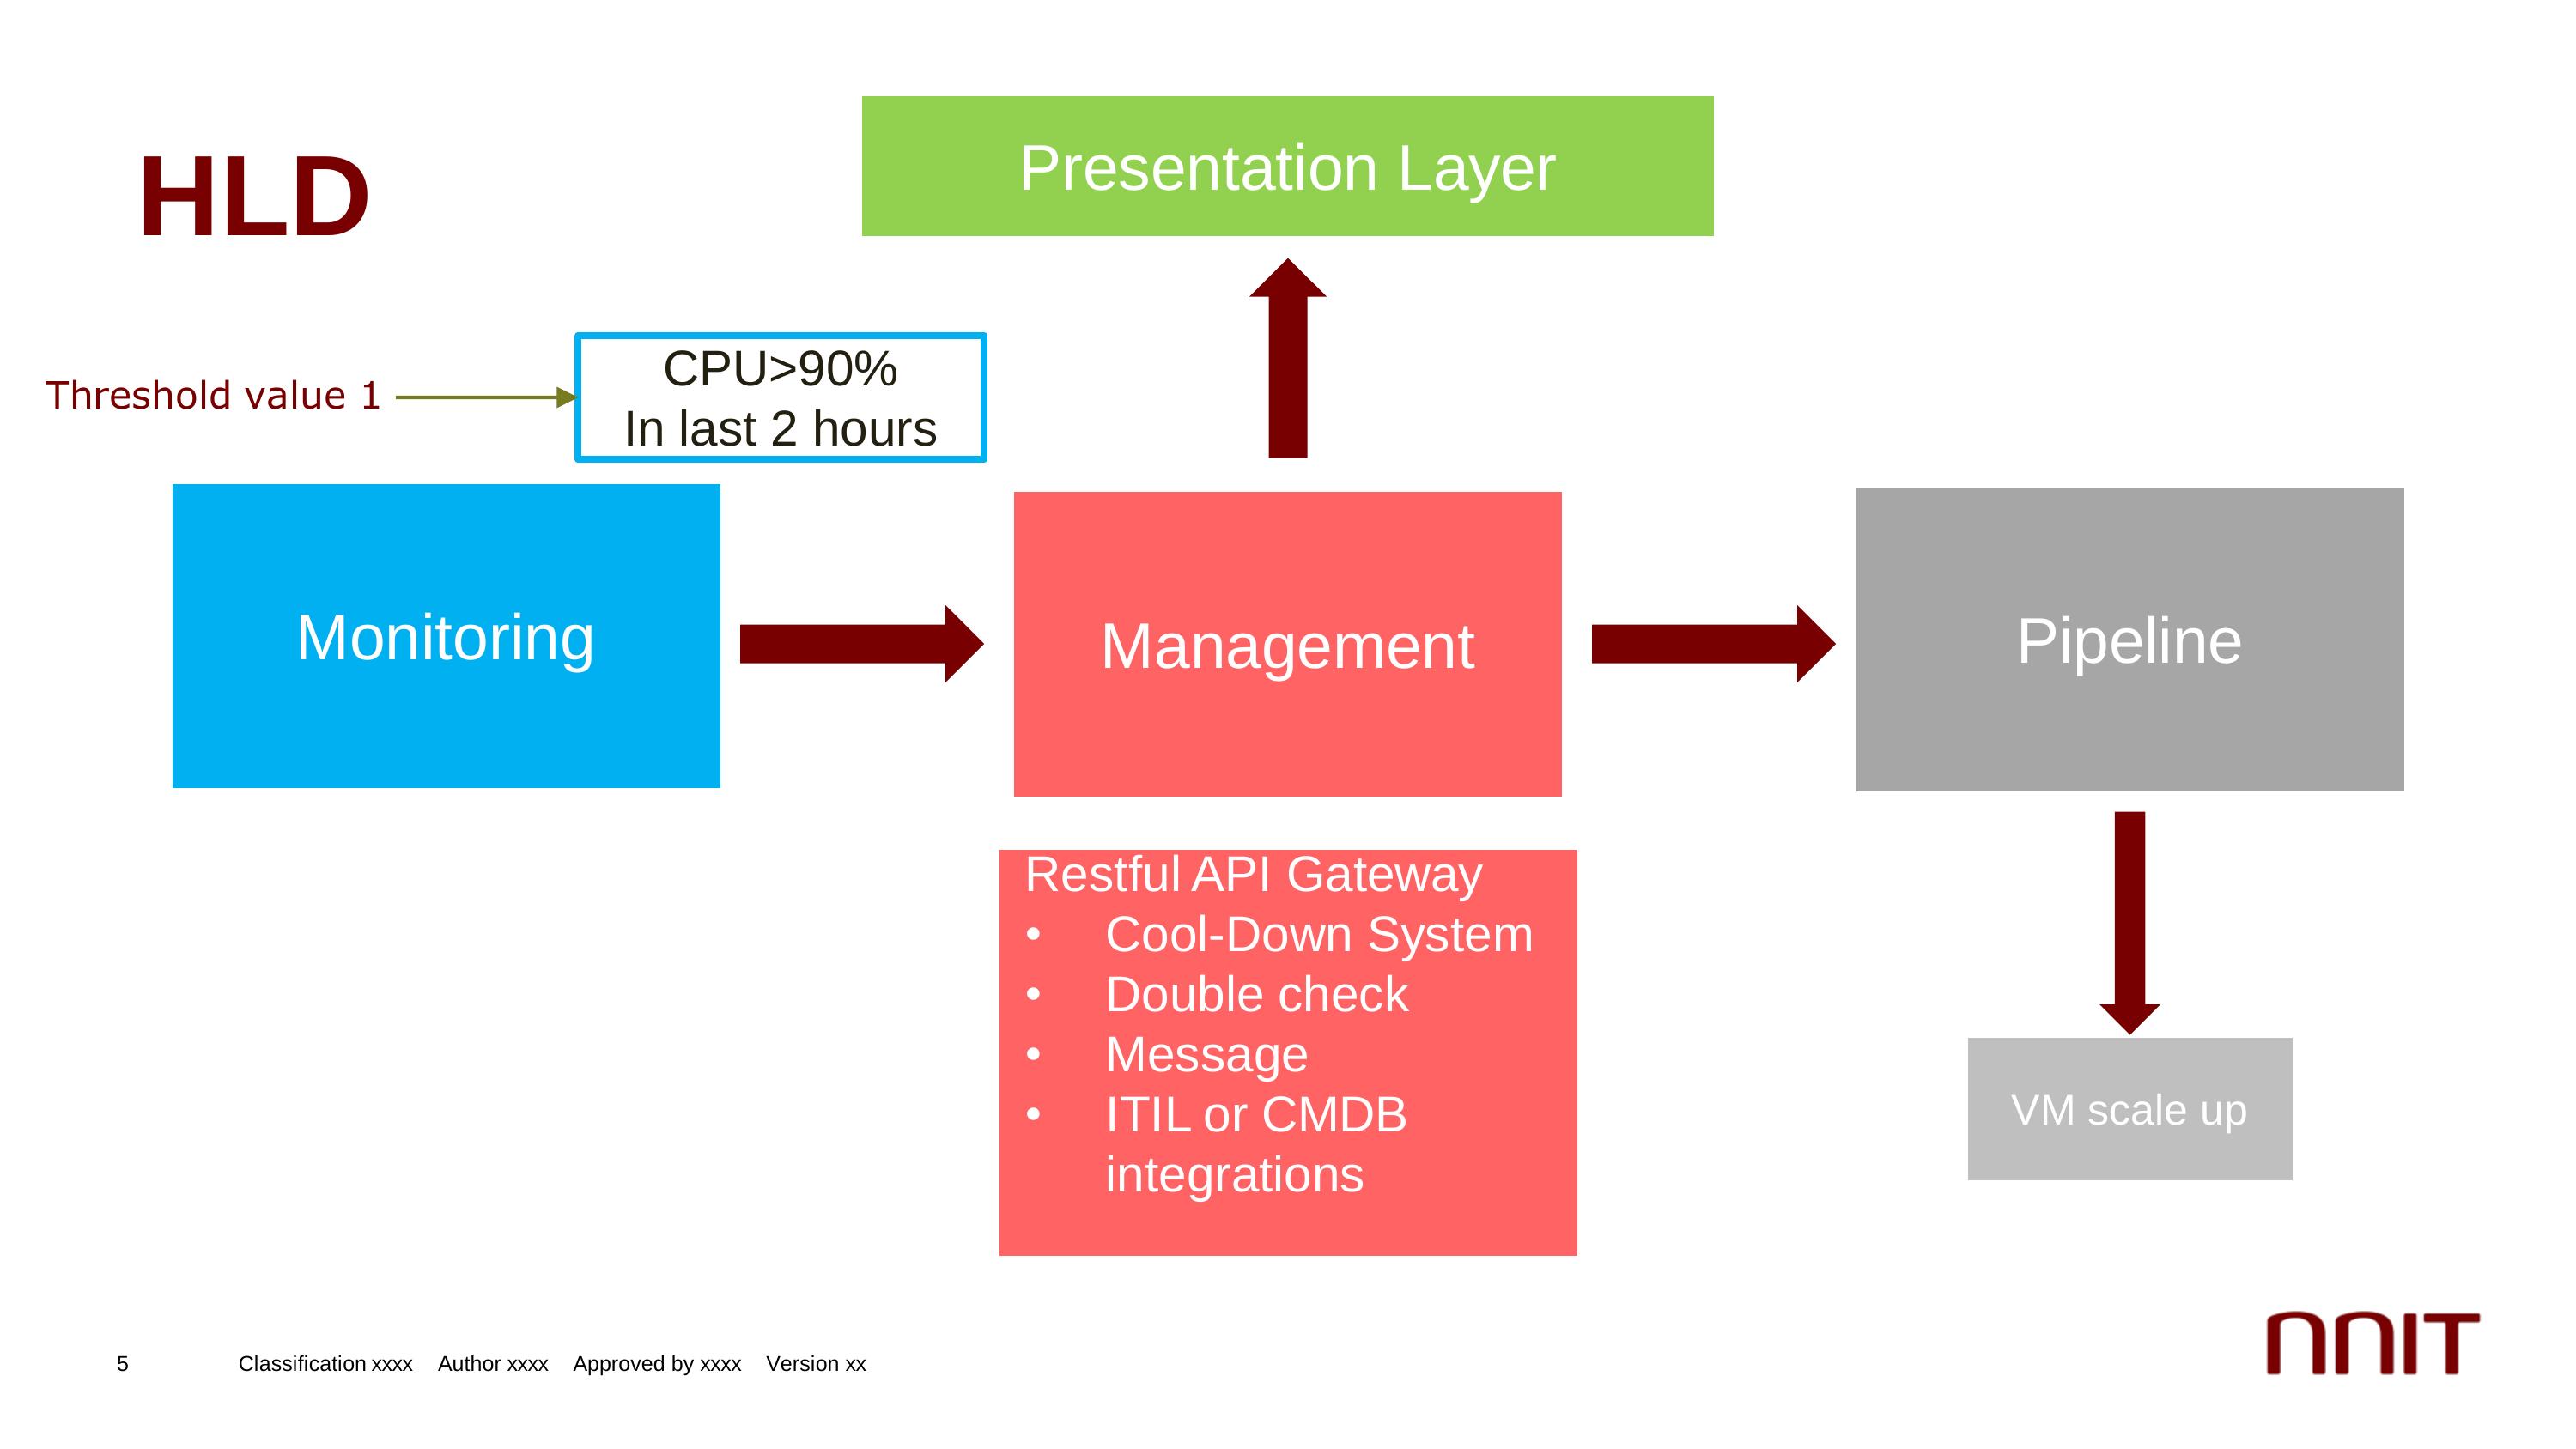 HLD
Presentation Layer
Threshold value 1
CPU>90%
In last 2 hours
Monitoring
Management
Pipeline
Restful API Gateway
• Cool-Down System
• Double check
• Message
• ITIL or CMDB
integrations
VM scale up
5 Classification xxxx Author xxxx Approved by xxxx Version xx
nnIT